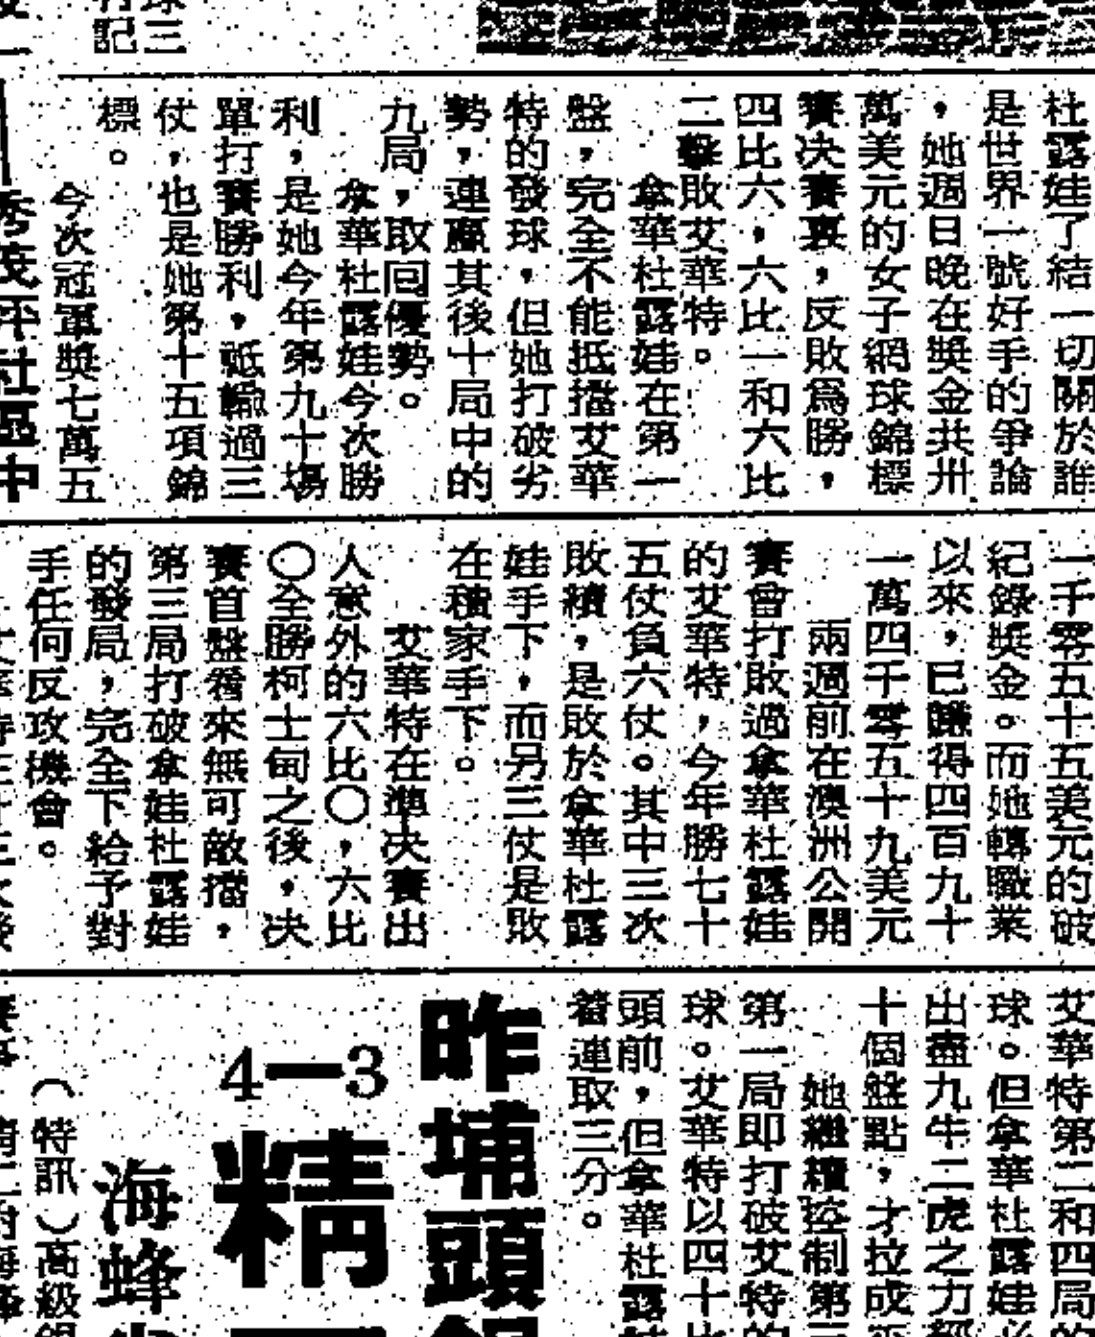 杜露娃了結一切關於誰
是世界一號好手的爭論
，她週日晚在獎金共卅
萬美元的女子網球錦標
賽决賽裏，反敗爲勝，
四比六，六比一和六比
二擊敗艾華特。
拿華杜露娃在第一
盤，完全不能抵擋艾華
特的發球，但她打破劣
勢，連贏其後十局中的
九局，取回優勢。
拿華杜露娃今次勝
利，是她今年第九十場
單打賽勝利，祇輸過三
仗，也是她第十五項錦
標。
今次冠軍獎七萬五
秀茂平社區中
一千零五十五美元的破
紀錄獎金。而她轉職業
以來，已賺得四百九十
一萬四千零五十九美元
兩週前在澳洲公開
賽曾打敗過拿華杜露娃
的艾華特，今年勝七十
五仗負六仗。其中三次
敗績，是敗於拿華杜露
娃手下，而另三仗是敗
在積家手下。
艾華特在準决賽出
人意外的六比〇，六比
〇全勝柯士甸之後，决
賽首盤看來無可敵擋，
第三局打破拿娃杜露娃
的發局，完全下給予對
手任何反攻機會。
艾華特第二和四局的
球。但拿華杜露娃必
出盡九牛二虎之力經
十個盤點，才拉成平
她繼續控制第二
第一局即打破艾特的
球。艾華特以四十比
頭前，但拿華杜露娃
着連取三分。
昨埔頭銀
4—3
精
海蜂
（特訊）高級銀